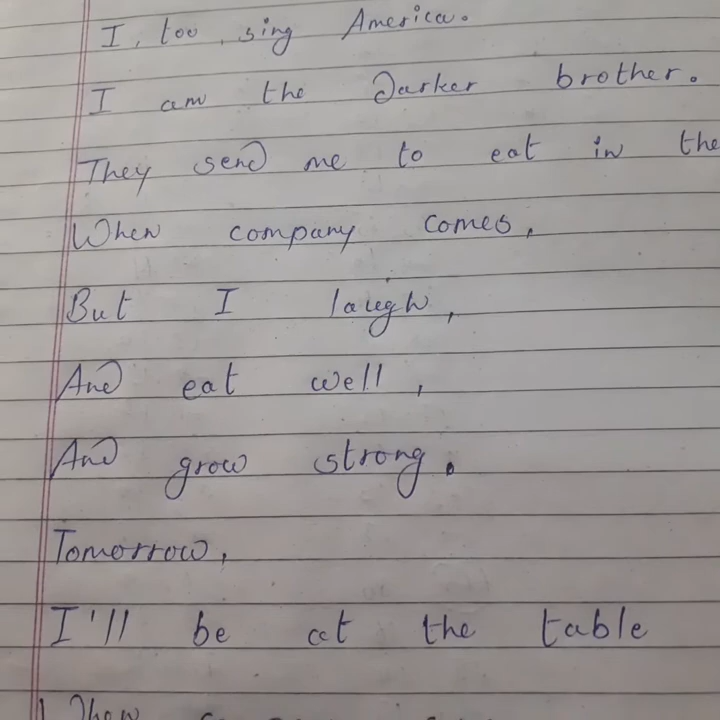 I, too, sing America.
I am the Darker brother.
They send me to eat in the
When company comes,
But I laugh,
And eat well,
And grow strong.
Tomorrow,
I'll be at the table